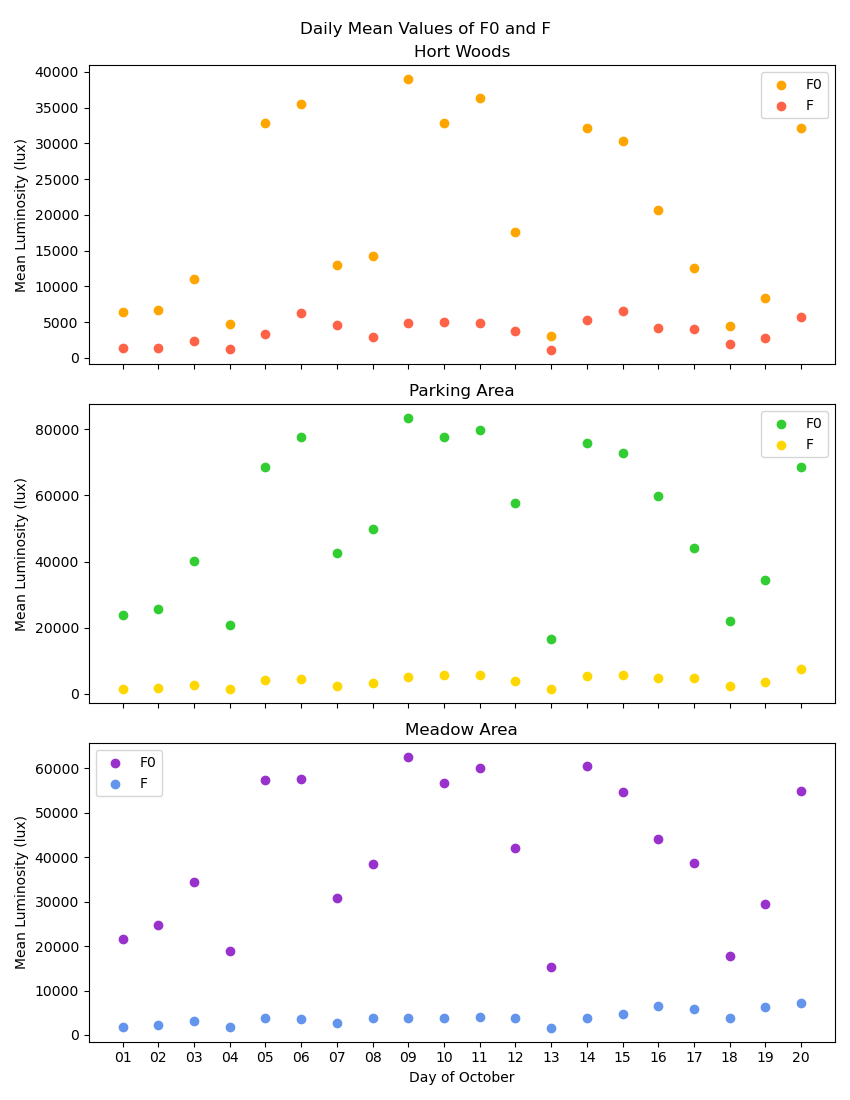 Daily Mean Values of F0 and F
Hort Woods
40000
35000
30000
25000
20000
15000
10000
5000
0
Mean Luminosity (lux)
F0
F
Parking Area
80000
60000
40000
20000
0
Mean Luminosity (lux)
F0
F
Meadow Area
60000
50000
40000
30000
20000
10000
0
Mean Luminosity (lux)
F0
F
01 02 03 04 05 06 07 08 09 10 11 12 13 14 15 16 17 18 19 20
Day of October